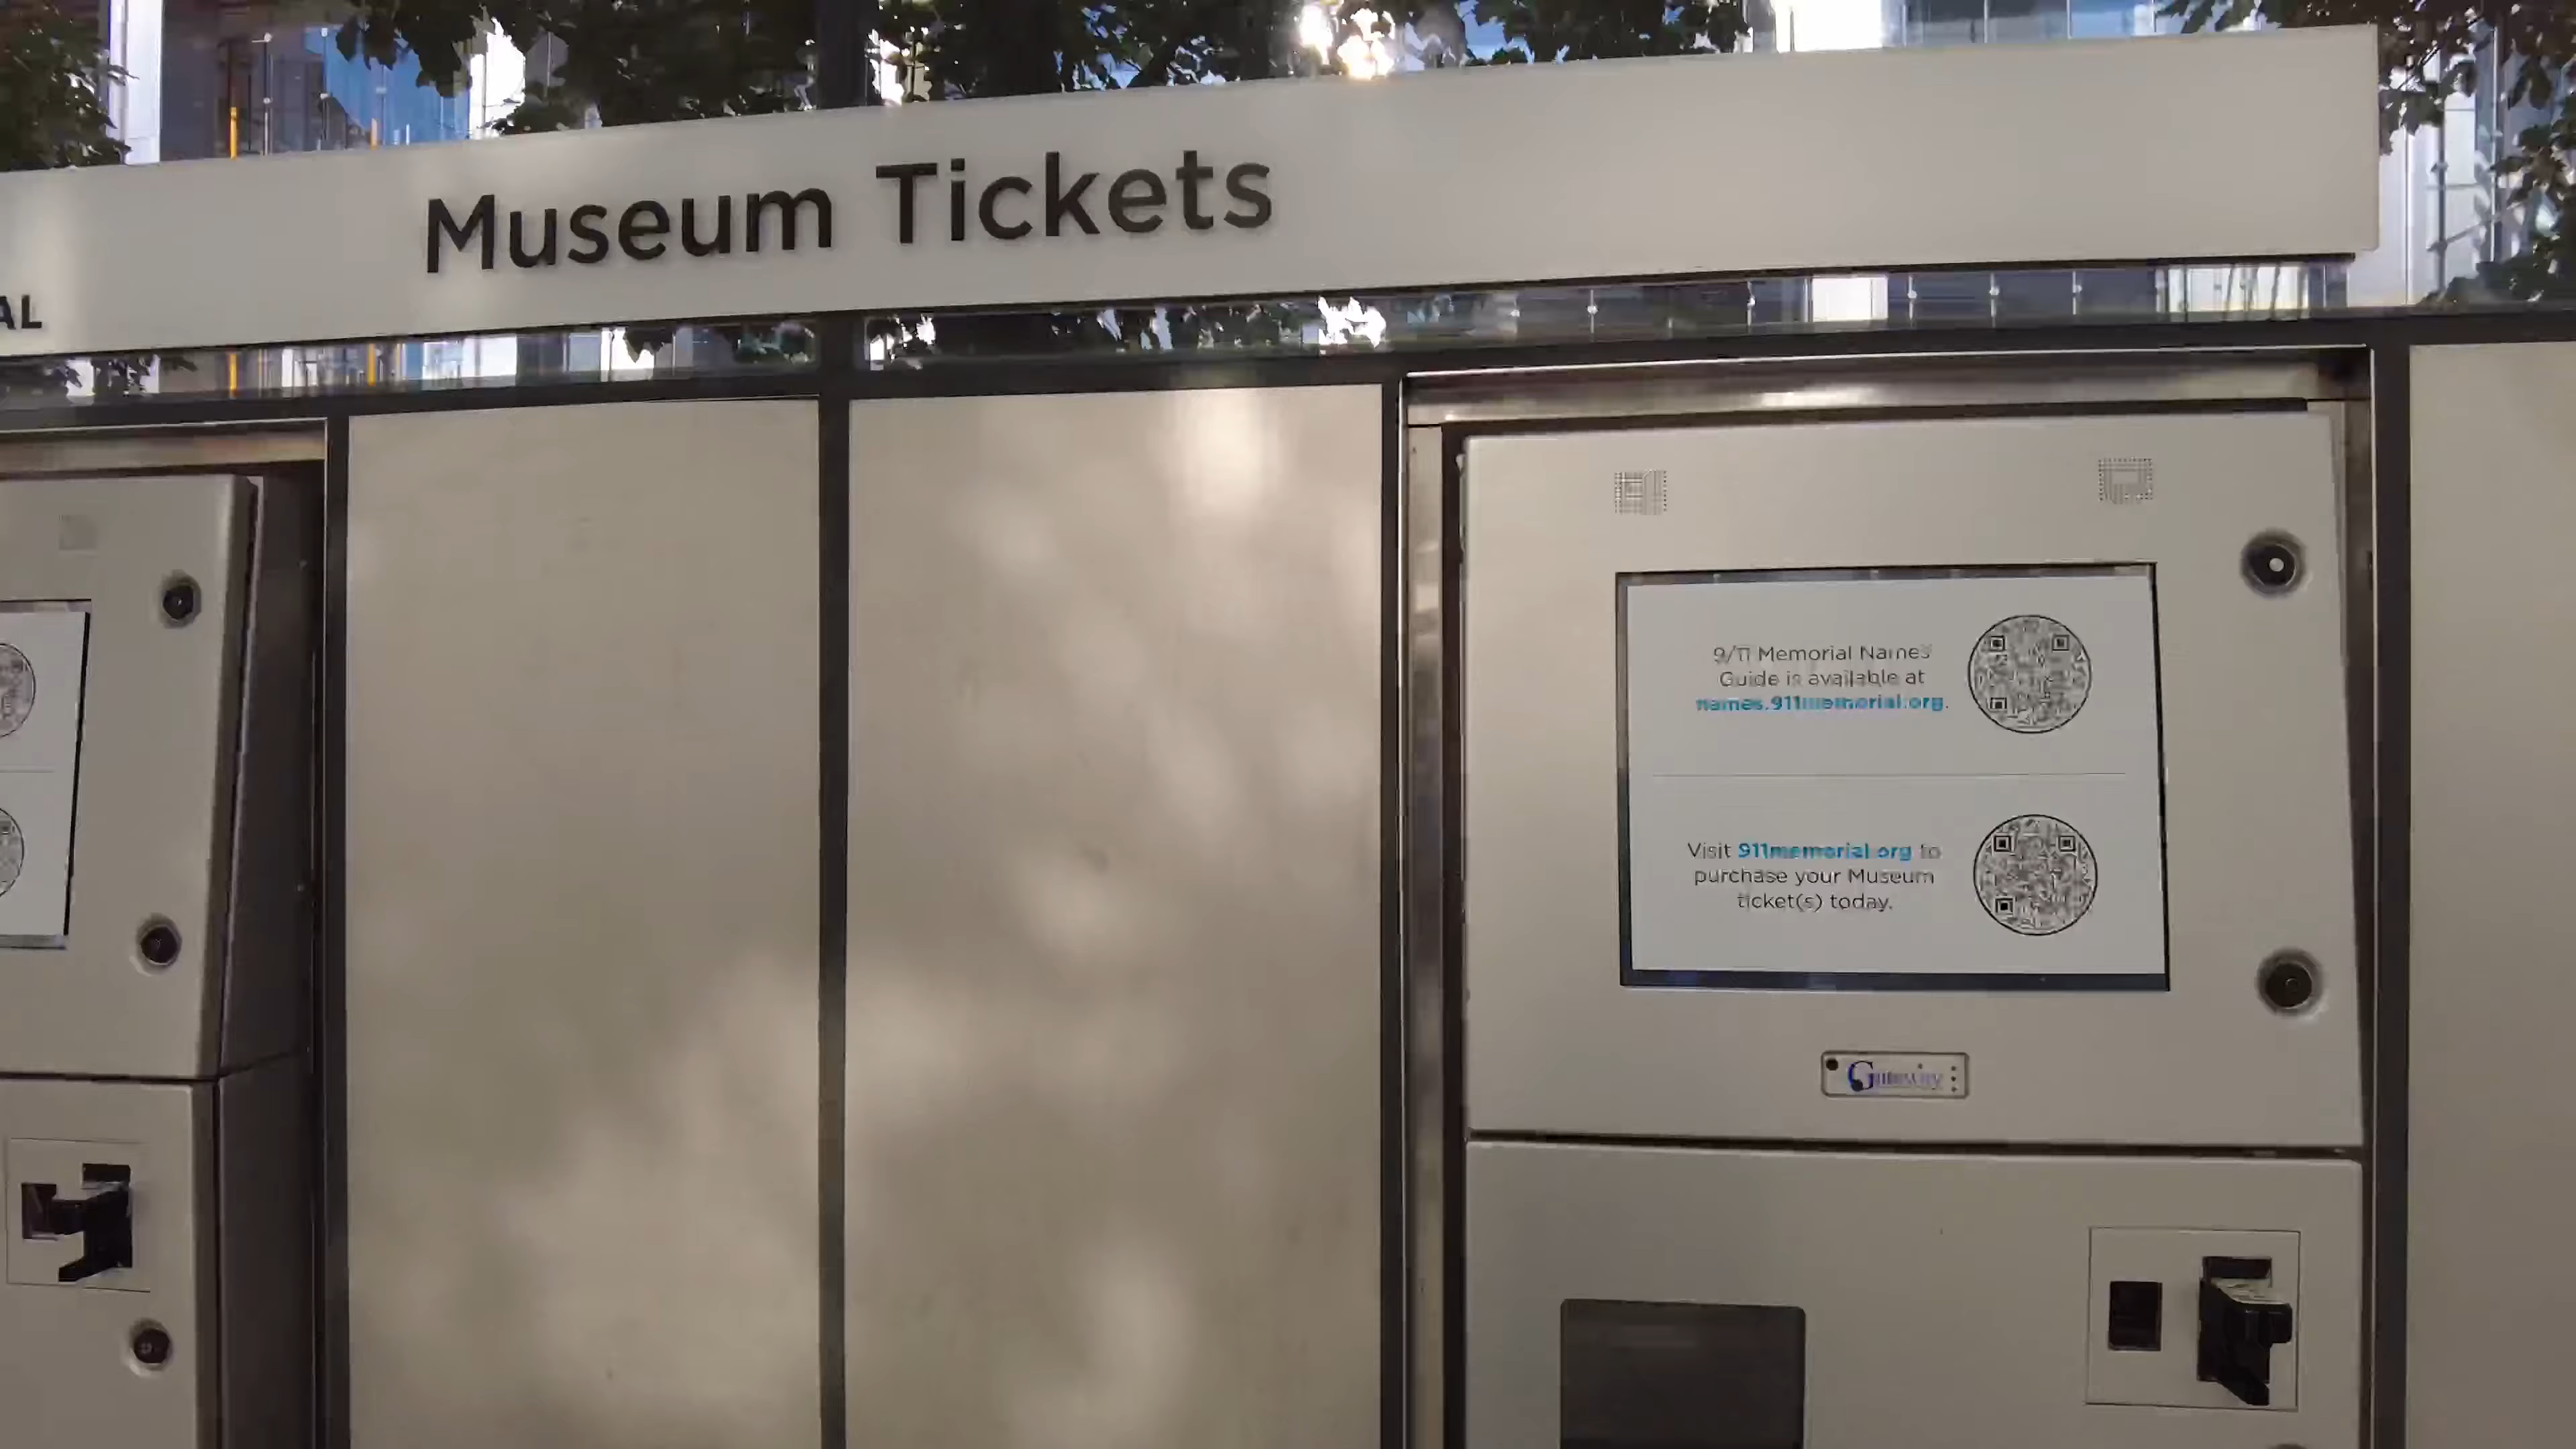 Museum Tickets
AL
9/11 Memorial Names
Guide is available at
names.911memorial.org.
Visit 911memorial.org to
purchase your Museum
ticket(s) today.
Gateway